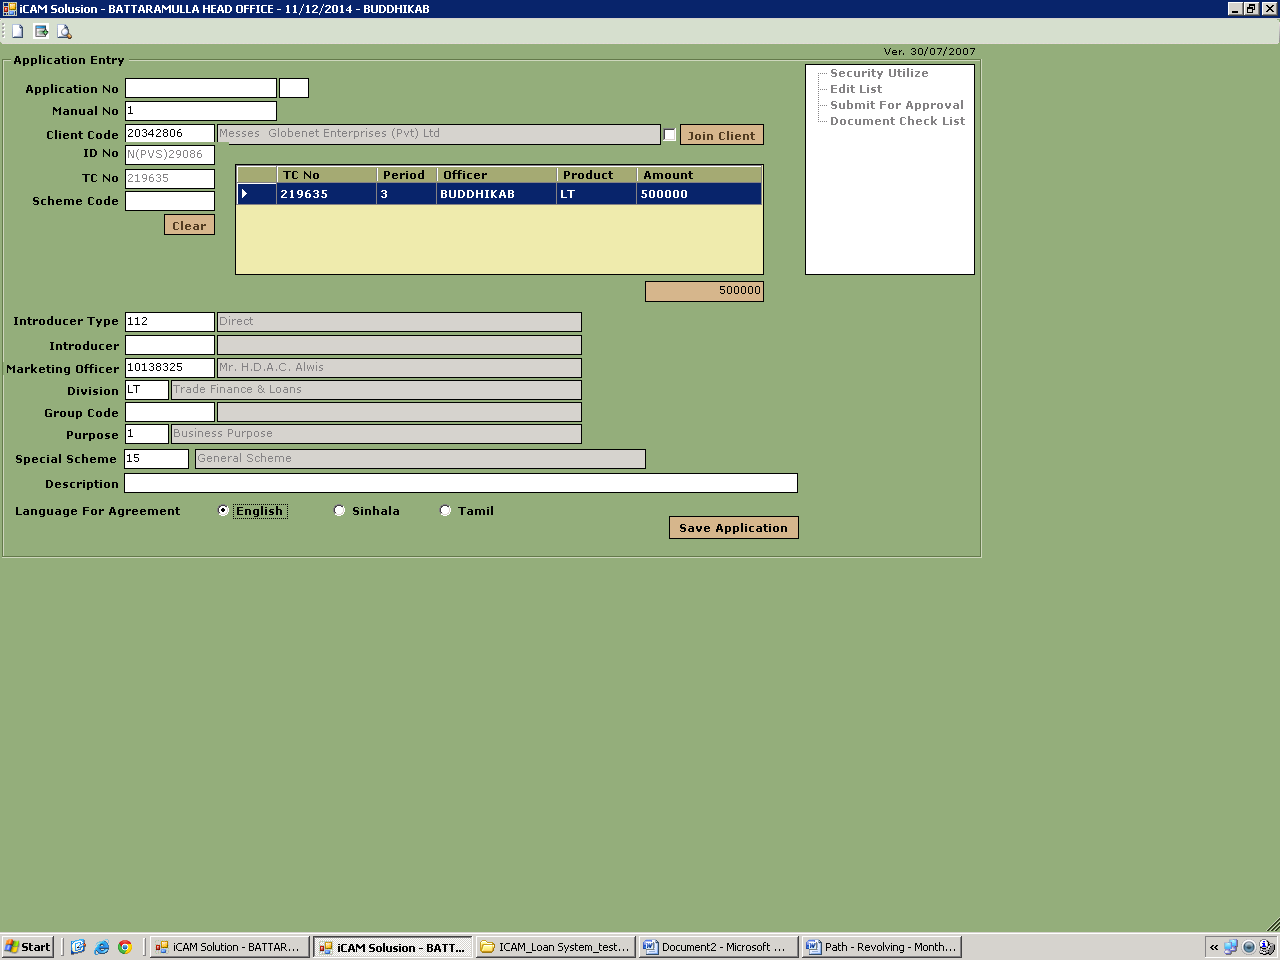 iCAM Solusion - BATTARAMULLA HEAD OFFICE - 11/12/2014 - BUDDHIKAB
Ver. 30/07/2007
Application Entry
Application No
Manual No 1
Client Code 20342806 Messes Globenet Enterprises (Pvt) Ltd Join Client
ID No N(PVS)29086
TC No 219635
Scheme Code
Clear
TC No Period Officer Product Amount
219635 3 BUDDHIKAB LT 500000
500000
Security Utilize
Edit List
Submit For Approval
Document Check List
Introducer Type 112 Direct
Introducer
Marketing Officer 10138325 Mr. H.D.A.C. Alwis
Division LT Trade Finance & Loans
Group Code
Purpose 1 Business Purpose
Special Scheme 15 General Scheme
Description
Language For Agreement English Sinhala Tamil
Save Application
Start iCAM Solution - BATTAR... iCAM Solusion - BATT... ICAM_Loan System_test... Document2 - Microsoft ... Path - Revolving - Month... «